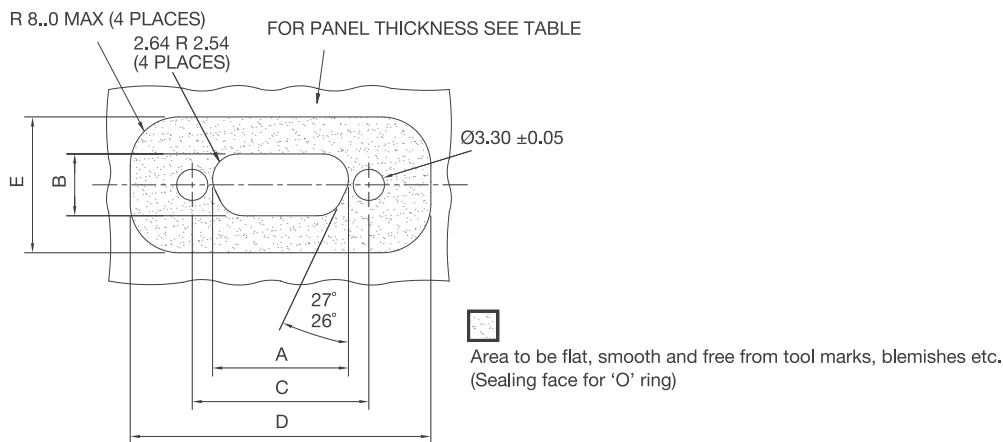 R 8..0 MAX (4 PLACES)
2.64 R 2.54
(4 PLACES)
FOR PANEL THICKNESS SEE TABLE
Ø3.30 ±0.05
E
B
27°
26°
A
C
D
Area to be flat, smooth and free from tool marks, blemishes etc.
(Sealing face for ‘O’ ring)